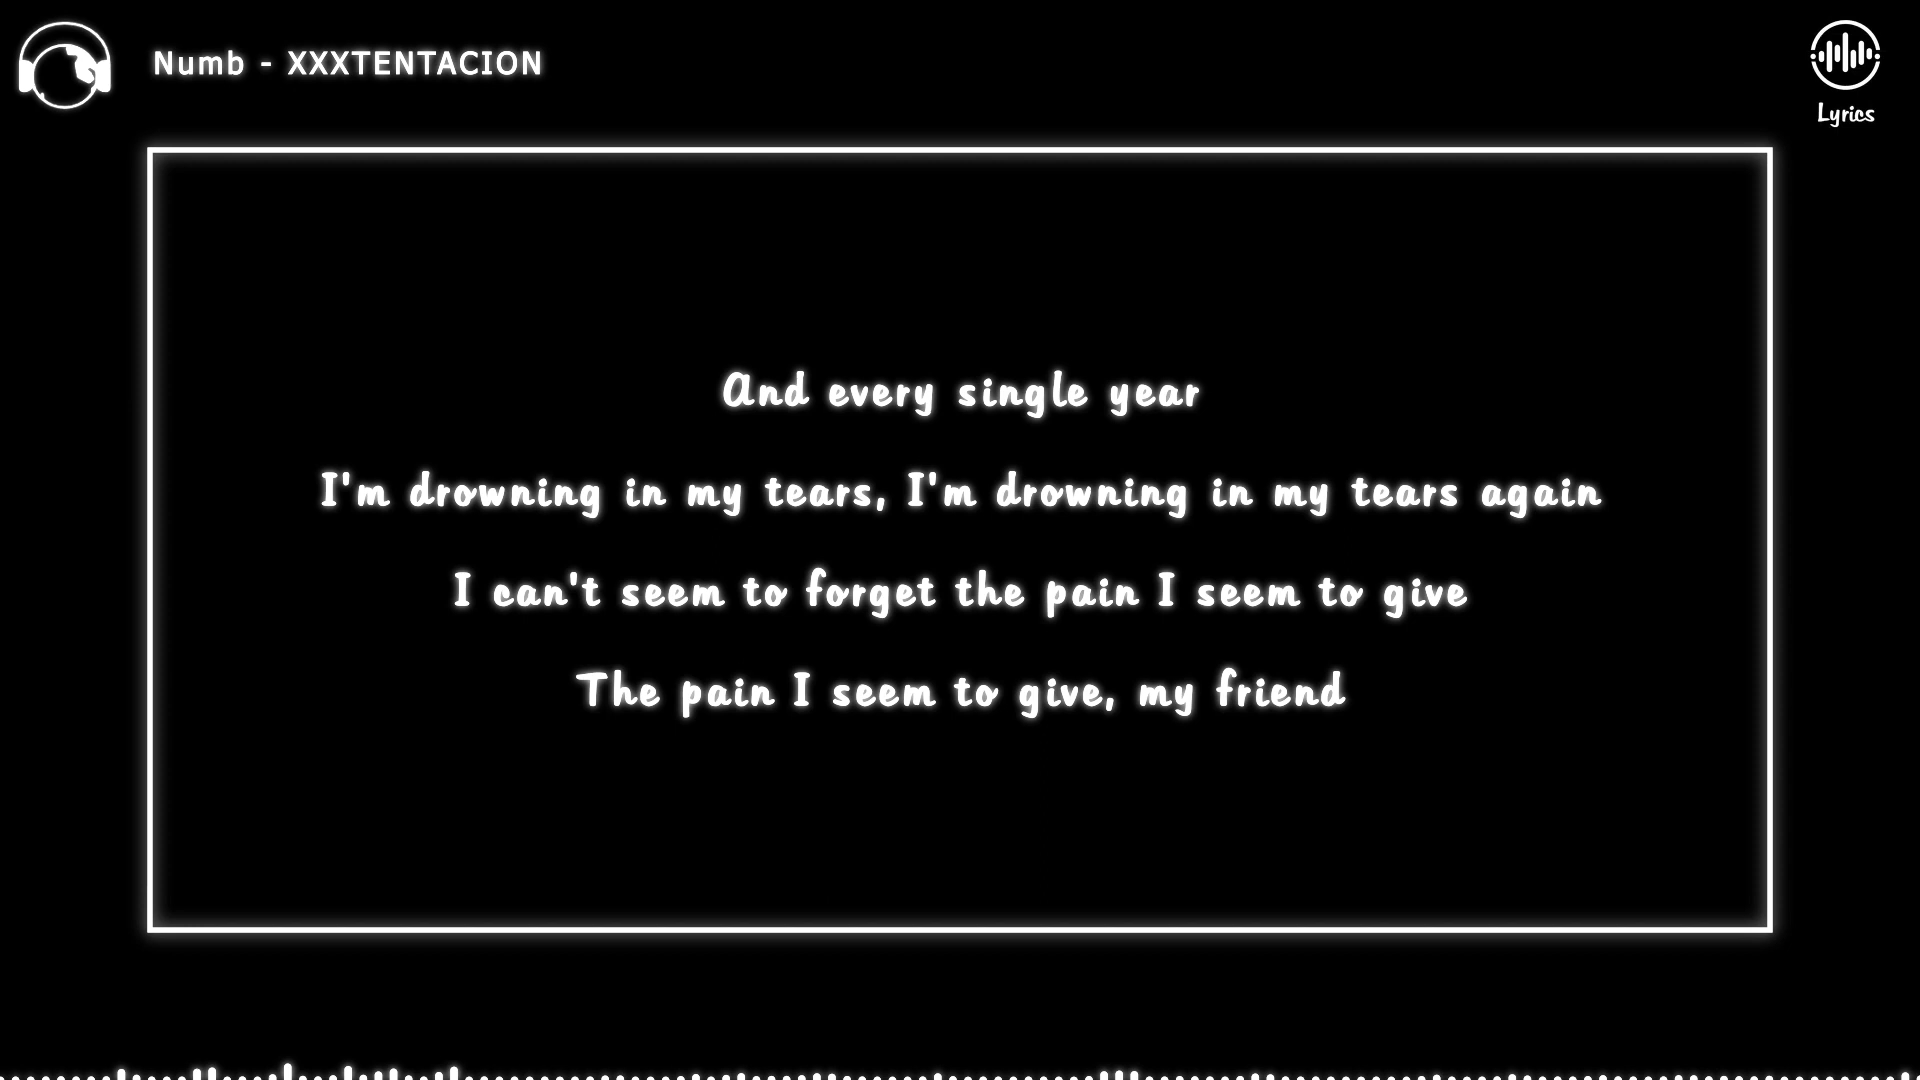 Numb - XXXTENTACION
Lyrics
And every single year
I'm drowning in my tears, I'm drowning in my tears again
I can't seem to forget the pain I seem to give
The pain I seem to give, my friend